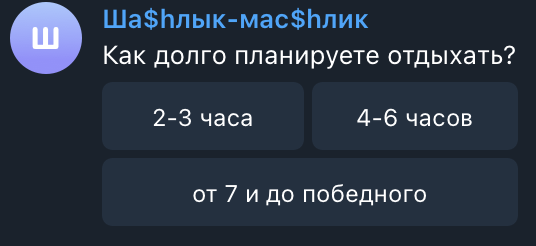 Ш
Ша$hлык-мас$hлик
Как долго планируете отдыхать?
2-3 часа
4-6 часов
от 7 и до победного